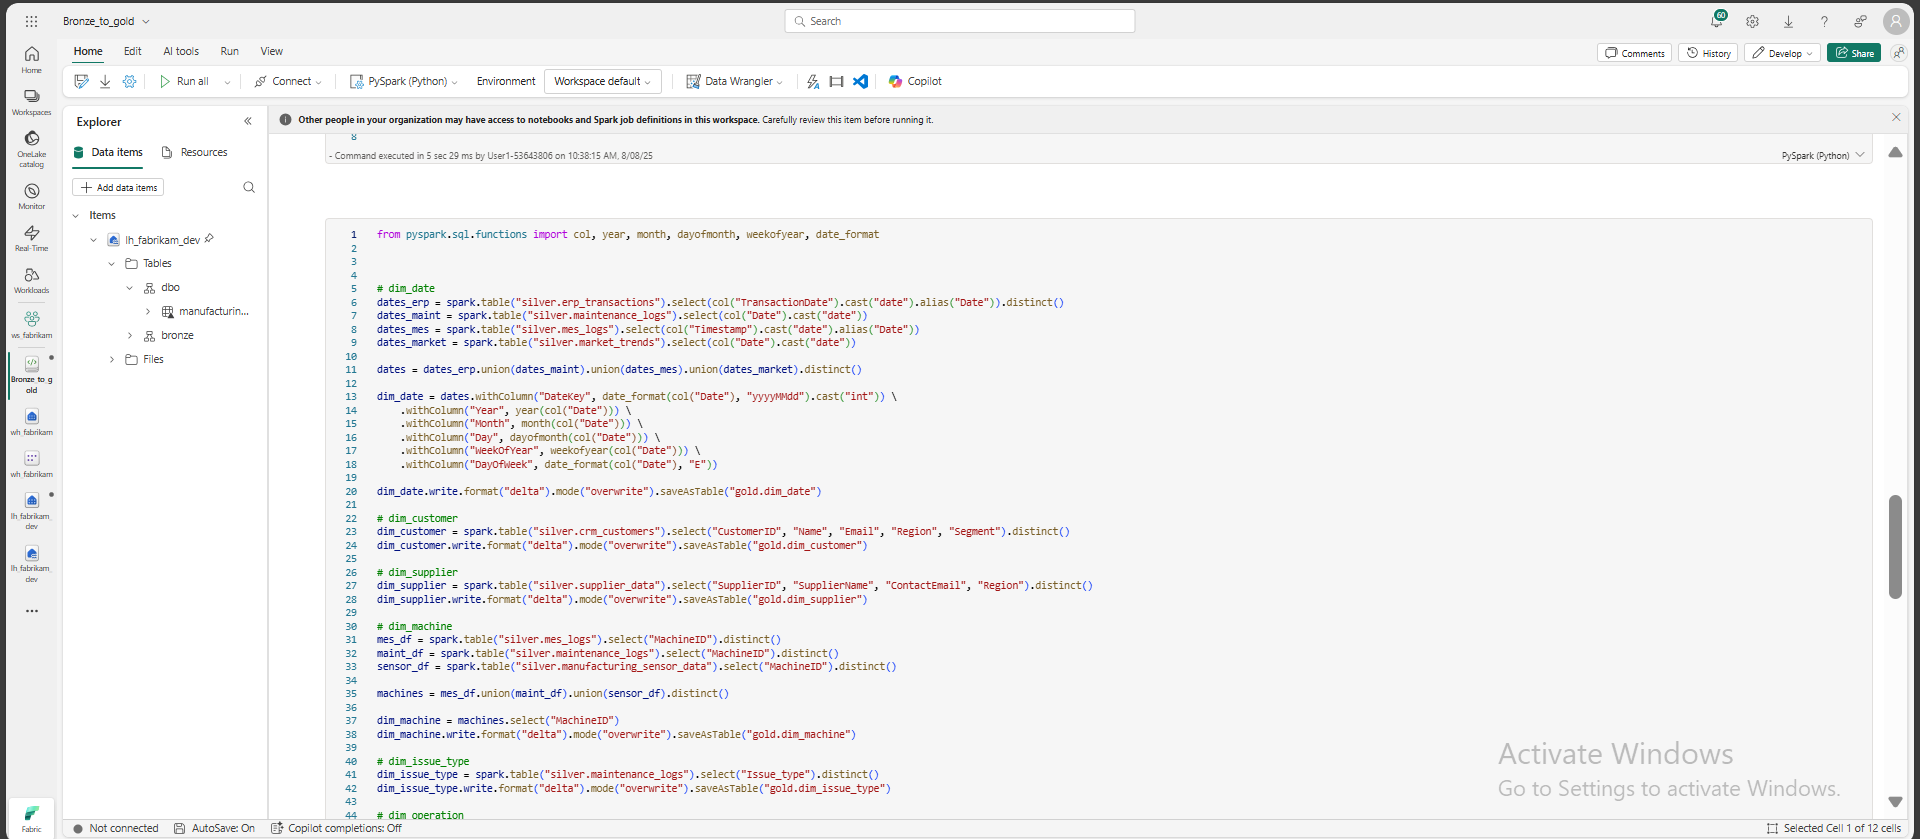 Bronze_to_gold
Search
60
Home
Edit
AI tools
Run
View
Comments
History
Develop
Share
Run all
Connect
PySpark (Python)
Environment
Workspace default
Data Wrangler
Copilot
Home
Workspaces
OneLake
catalog
Monitor
Real-Time
Workloads
ws_fabrikam
Bronze_to_g
old
wh_fabrikam
wh_fabrikam
lh_fabrikam_
dev
lh_fabrikam_
dev
Fabric
Explorer
Data items
Resources
Add data items
Items
lh_fabrikam_dev
Tables
dbo
manufacturin...
bronze
Files
Other people in your organization may have access to notebooks and Spark job definitions in this workspace. Carefully review this item before running it.
8
- Command executed in 5 sec 29 ms by User1-53643806 on 10:38:15 AM, 8/08/25
PySpark (Python)
1 from pyspark.sql.functions import col, year, month, dayofmonth, weekofyear, date_format
2
3
4
5 # dim_date
6 dates_erp = spark.table("silver.erp_transactions").select(col("TransactionDate").cast("date").alias("Date")).distinct()
7 dates_maint = spark.table("silver.maintenance_logs").select(col("Date").cast("date"))
8 dates_mes = spark.table("silver.mes_logs").select(col("Timestamp").cast("date").alias("Date"))
9 dates_market = spark.table("silver.market_trends").select(col("Date").cast("date"))
10
11 dates = dates_erp.union(dates_maint).union(dates_mes).union(dates_market).distinct()
12
13 dim_date = dates.withColumn("DateKey", date_format(col("Date"), "yyyyMMdd").cast("int")) \
14 .withColumn("Year", year(col("Date"))) \
15 .withColumn("Month", month(col("Date"))) \
16 .withColumn("Day", dayofmonth(col("Date"))) \
17 .withColumn("WeekOfYear", weekofyear(col("Date"))) \
18 .withColumn("DayOfWeek", date_format(col("Date"), "E"))
19
20 dim_date.write.format("delta").mode("overwrite").saveAsTable("gold.dim_date")
21
22 # dim_customer
23 dim_customer = spark.table("silver.crm_customers").select("CustomerID", "Name", "Email", "Region", "Segment").distinct()
24 dim_customer.write.format("delta").mode("overwrite").saveAsTable("gold.dim_customer")
25
26 # dim_supplier
27 dim_supplier = spark.table("silver.supplier_data").select("SupplierID", "SupplierName", "ContactEmail", "Region").distinct()
28 dim_supplier.write.format("delta").mode("overwrite").saveAsTable("gold.dim_supplier")
29
30 # dim_machine
31 mes_df = spark.table("silver.mes_logs").select("MachineID").distinct()
32 maint_df = spark.table("silver.maintenance_logs").select("MachineID").distinct()
33 sensor_df = spark.table("silver.manufacturing_sensor_data").select("MachineID").distinct()
34
35 machines = mes_df.union(maint_df).union(sensor_df).distinct()
36
37 dim_machine = machines.select("MachineID")
38 dim_machine.write.format("delta").mode("overwrite").saveAsTable("gold.dim_machine")
39
40 # dim_issue_type
41 dim_issue_type = spark.table("silver.maintenance_logs").select("Issue_type").distinct()
42 dim_issue_type.write.format("delta").mode("overwrite").saveAsTable("gold.dim_issue_type")
43
44 # dim operation
Activate Windows
Go to Settings to activate Windows.
Not connected
AutoSave: On
Copilot completions: Off
Selected Cell 1 of 12 cells